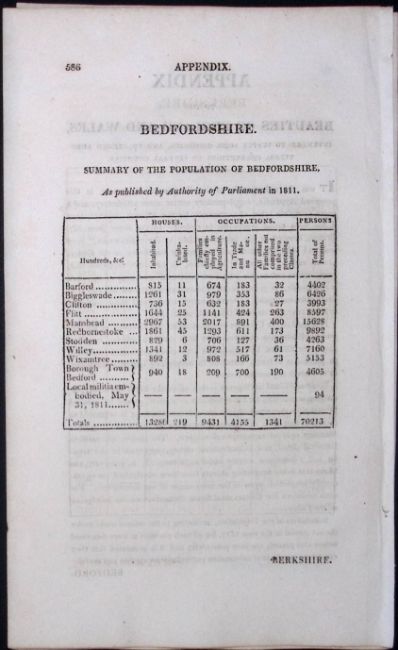 586 APPENDIX.
BEDFORDSHIRE.
SUMMARY OF THE POPULATION OF BEDFORDSHIRE,
As published by Authority of Parliament in 1811.
HOUSES. OCCUPATIONS. PERSONS
Hundreds, &c. Inhabited. Uninhabited. Families chiefly employed in Agriculture. In Trade and Ma All other Families not comprised in the two preceding Classes. Total of Persons.
Barford 815 11 674 183 32 4402
Biggleswade 1261 31 979 353 86 6426
Clifton 736 15 632 183 27 3993
Flitt 1644 25 1141 424 263 8597
Manshead 2967 53 2017 891 400 15628
Redbornestoke 1861 45 1293 611 173 9892
Stodden 829 6 706 127 36 4263
Willey 1341 12 972 517 61 7160
Wixamtree 892 3 808 166 73 5153
Borough Town
Bedford 940 18 209 700 190 4605
Local militia em-
bodied, May
31, 1811 — — — — — 94
Totals 13286 219 9431 4155 1341 70213
BERKSHIRE.